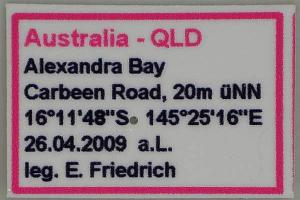 Australia - QLD
Alexandra Bay
Carbeen Road, 20m üNN
16°11'48"S 145°25'16"E
26.04.2009 a.L.
leg. E. Friedrich